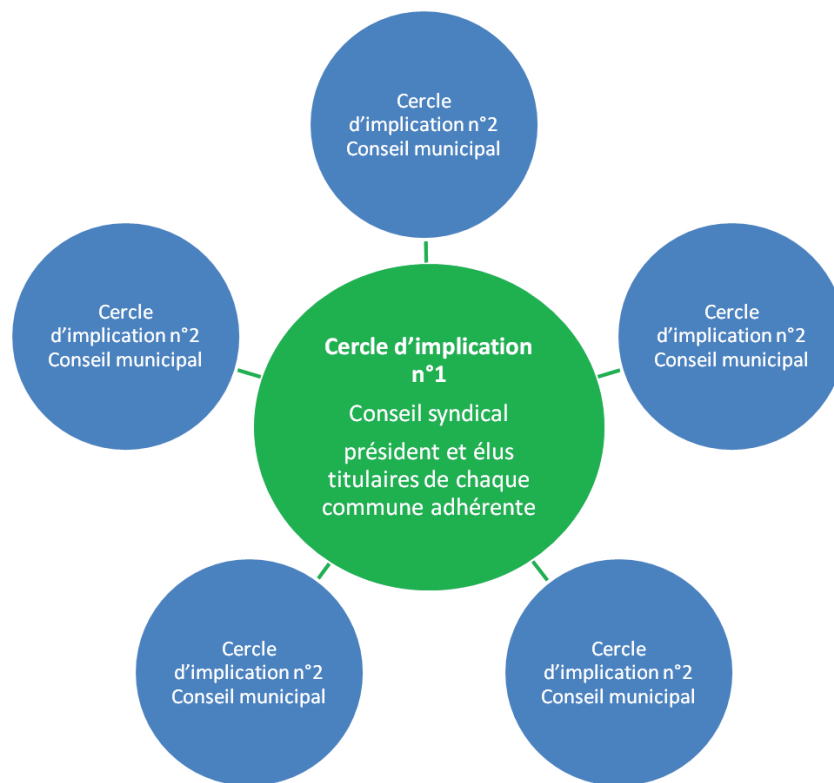 Cercle
d'implication n°2
Conseil municipal
Cercle
d'implication n°2
Conseil municipal
Cercle
d'implication n°2
Conseil municipal
Cercle d'implication
n°1
Conseil syndical
président et élus
titulaires de chaque
commune adhérente
Cercle
d'implication n°2
Conseil municipal
Cercle
d'implication n°2
Conseil municipal